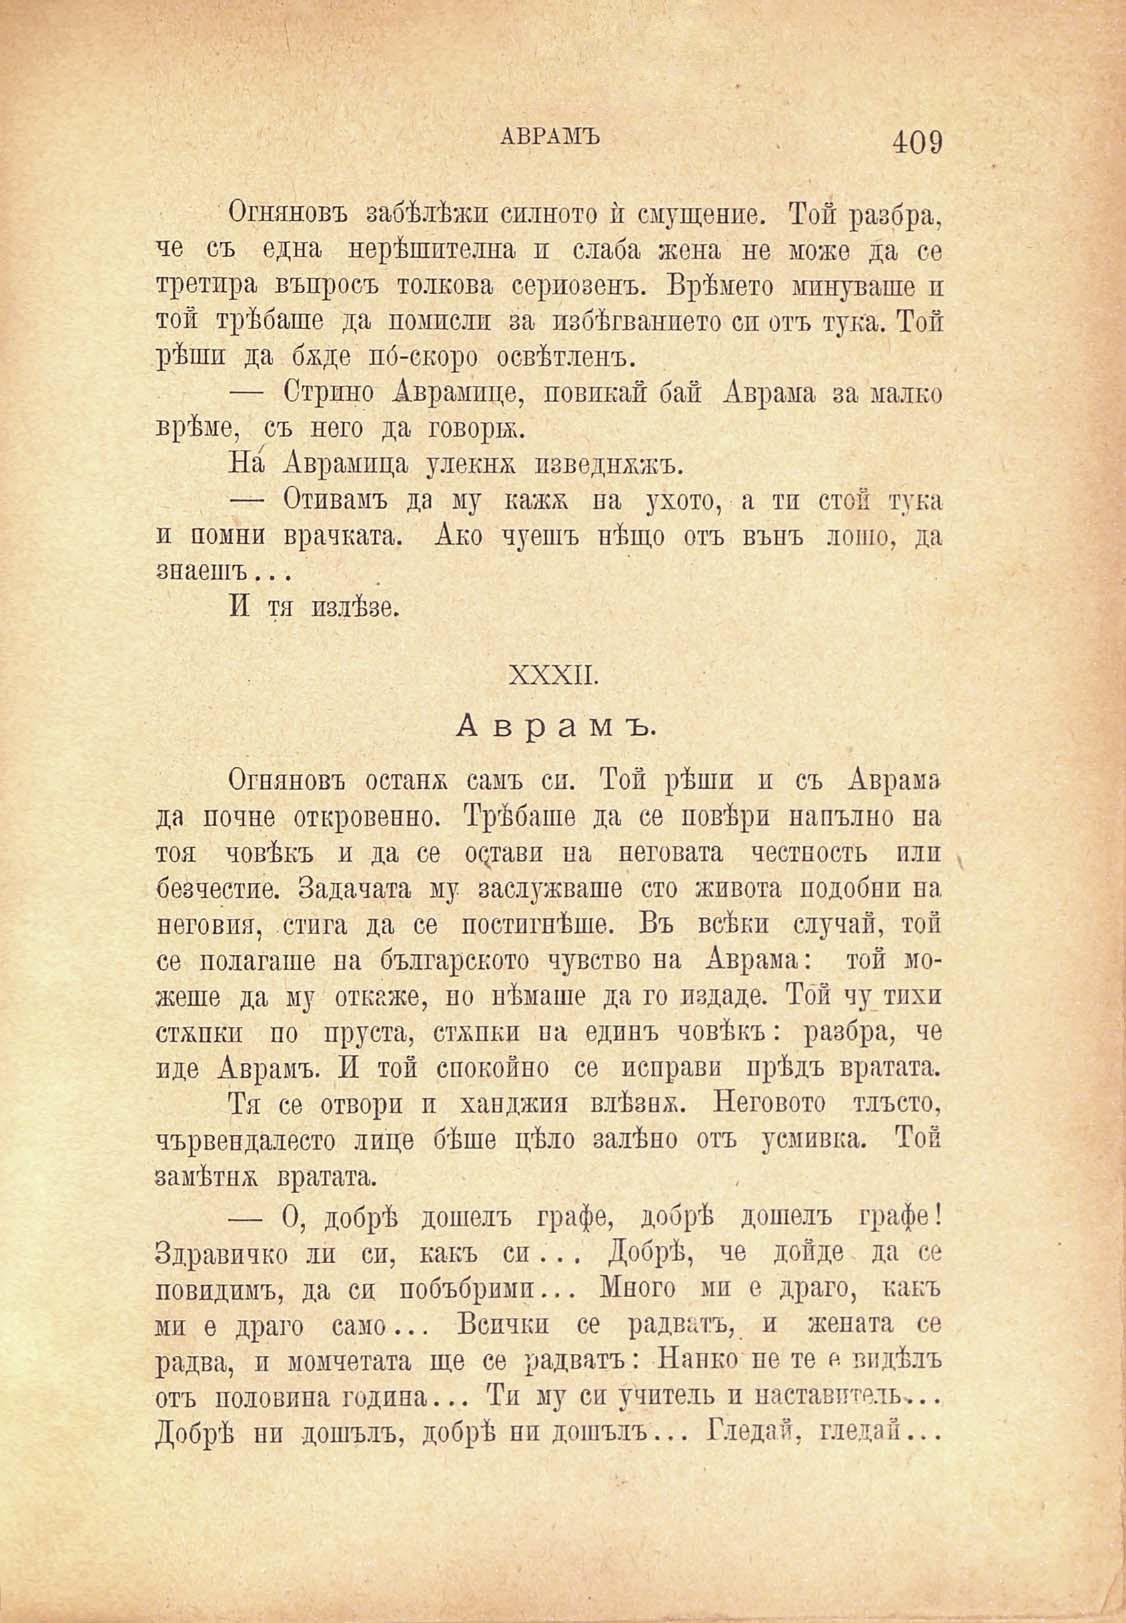 АВРАМЪ 409
Огняновъ забѣлѣжи силното ѝ смущение. Той разбра,
че съ една нерѣшителна и слаба жена не може да се
третира въпросъ толкова сериозенъ. Врѣмето минуваше и
той трѣбаше да помисли за избѣгванието си отъ тука. Той
рѣши да бѫде по́-скоро освѣтленъ.
— Стрино Аврамице, повикай бай Аврама за малко
врѣме, съ него да говорѭ.
На́ Аврамица улекнѫ изведнѫжъ.
— Отивамъ да му кажѫ на ухото, а ти стой тука
и помни врачката. Ако чуешъ нѣщо отъ вънъ лошо, да
знаешъ...
И тя излѣзе.
XXXII.
Аврамъ.
Огняновъ останѫ самъ си. Той рѣши и съ Аврама
да почне откровенно. Трѣбаше да се повѣри напълно на
тоя човѣкъ и да се остави на неговата честность или
безчестие. Задачата му заслужваше сто живота подобни на
неговия, стига да се постигнѣше. Въ всѣки случай, той
се полагаше на българското чувство на Аврама: той мо-
жеше да му откаже, но нѣмаше да го издаде. Той чу тихи
стѫпки по пруста, стѫпки на единъ човѣкъ: разбра, че
иде Аврамъ. И той спокойно се исправи прѣдъ вратата.
Тя се отвори и ханджия влѣзнѫ. Неговото тлъсто,
чървендалесто лице бѣше цѣло залѣно отъ усмивка. Той
замѣтнѫ вратата.
— О, добрѣ дошелъ графе, добрѣ дошелъ графе!
Здравичко ли си, какъ си... Добрѣ, че дойде да се
повидимъ, да си побъбрими... Много ми е драго, какъ
ми е драго само... Всички се радватъ, и жената се
радва, и момчетата ще се радватъ: Нанко не те е видѣлъ
отъ половина година... Ти му си учитель и наставитель...
Добрѣ ни дошълъ, добрѣ ни дошълъ... Гледай, гледай...